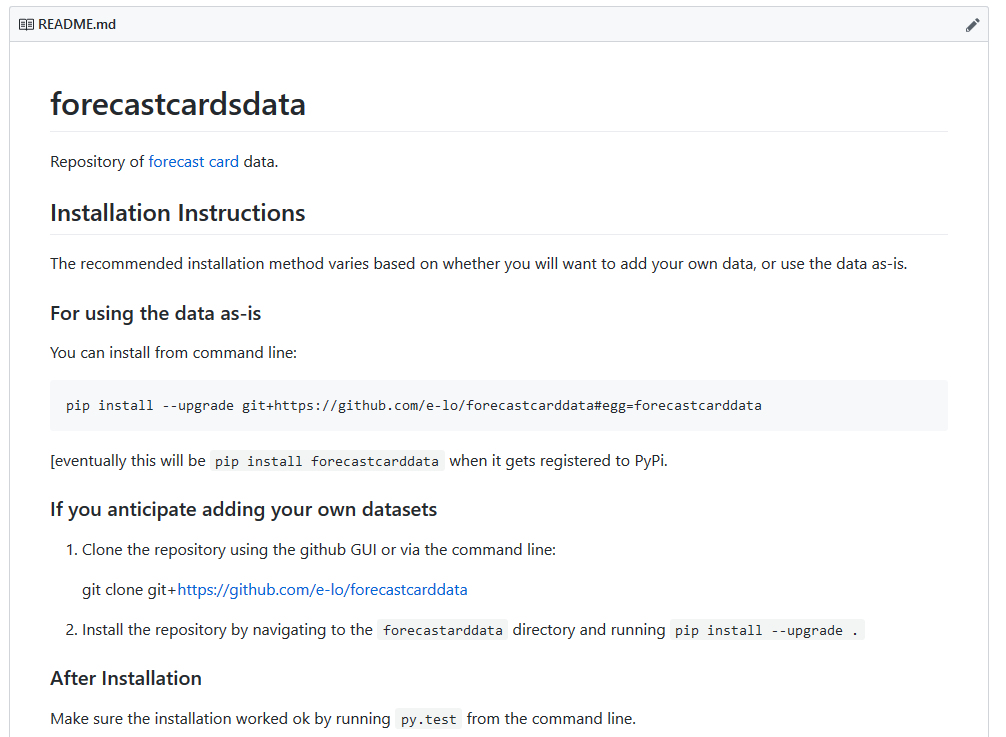 README.md
forecastcardsdata
Repository of forecast card data.
Installation Instructions
The recommended installation method varies based on whether you will want to add your own data, or use the data as-is.
For using the data as-is
You can install from command line:
pip install --upgrade git+https://github.com/e-lo/forecastcarddata#egg=forecastcarddata
[eventually this will be pip install forecastcarddata when it gets registered to PyPi.
If you anticipate adding your own datasets
1. Clone the repository using the github GUI or via the command line:
git clone git+https://github.com/e-lo/forecastcarddata
2. Install the repository by navigating to the forecastarddata directory and running pip install --upgrade .
After Installation
Make sure the installation worked ok by running py.test from the command line.